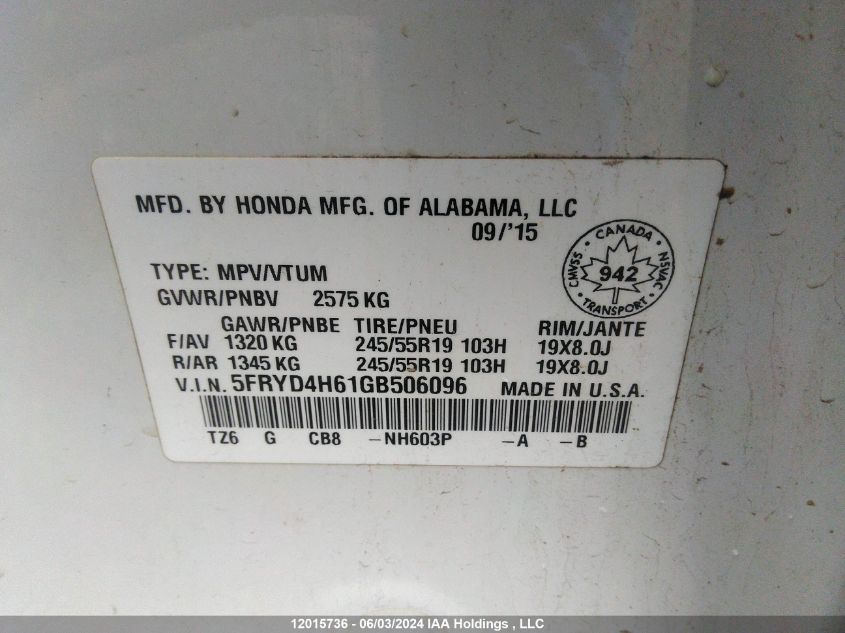 MFD. BY HONDA MFG. OF ALABAMA, LLC
09/'15
CANADA
CMVSS • 942 • NSVAC
TRANSPORT
TYPE: MPV/VTUM
GVWR/PNBV 2575 KG
GAWR/PNBE TIRE/PNEU RIM/JANTE
F/AV 1320 KG 245/55R19 103H 19X8.0J
R/AR 1345 KG 245/55R19 103H 19X8.0J
V.I.N. 5FRYD4H61GB506096 MADE IN U.S.A.
TZ6 G CB8 -NH603P -A -B
12015736 - 06/03/2024 IAA Holdings , LLC